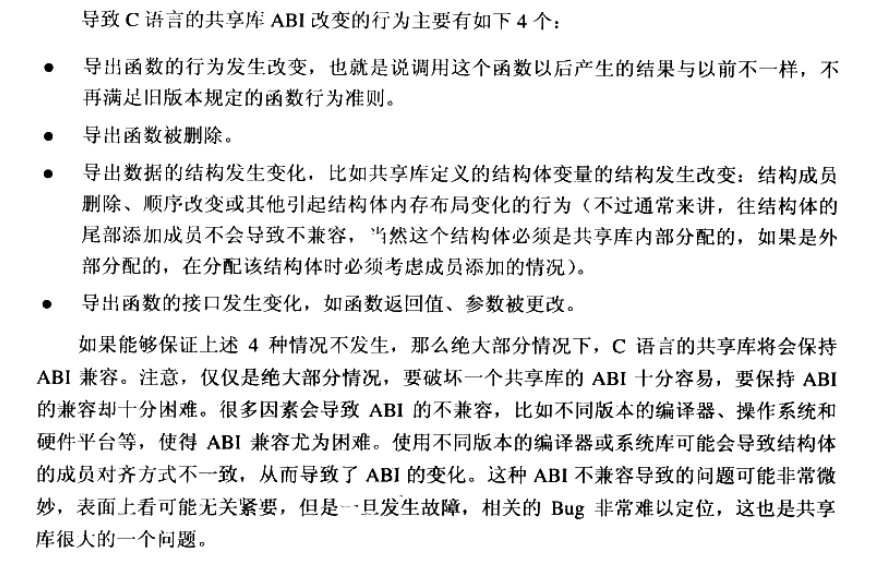 导致 C 语言的共享库 ABI 改变的行为主要有如下 4 个：
● 导出函数的行为发生改变，也就是说调用这个函数以后产生的结果与以前不一样，不
再满足旧版本规定的函数行为准则。
● 导出函数被删除。
● 导出数据的结构发生变化，比如共享库定义的结构体变量的结构发生改变：结构成员
删除、顺序改变或其他引起结构体内存布局变化的行为（不过通常来讲，往结构体的
尾部添加成员不会导致不兼容，当然这个结构体必须是共享库内部分配的，如果是外
部分配的，在分配该结构体时必须考虑成员添加的情况）。
● 导出函数的接口发生变化，如函数返回值、参数被更改。
如果能够保证上述 4 种情况不发生，那么绝大部分情况下，C 语言的共享库将会保持
ABI 兼容。注意，仅仅是绝大部分情况，要破坏一个共享库的 ABI 十分容易，要保持 ABI
的兼容却十分困难。很多因素会导致 ABI 的不兼容，比如不同版本的编译器、操作系统和
硬件平台等，使得 ABI 兼容尤为困难。使用不同版本的编译器或系统库可能会导致结构体
的成员对齐方式不一致，从而导致了 ABI 的变化。这种 ABI 不兼容导致的问题可能非常微
妙，表面上看可能无关紧要，但是一旦发生故障，相关的 Bug 非常难以定位，这也是共享
库很大的一个问题。